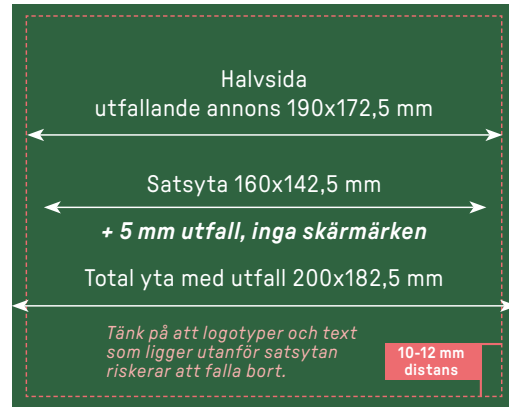 Halvsida
utfallande annons 190x172,5 mm
Satsyta 160x142,5 mm
+ 5 mm utfall, inga skärmärken
Total yta med utfall 200x182,5 mm
Tänk på att logotyper och text
som ligger utanför satsytan
riskerar att falla bort.
10-12 mm
distans